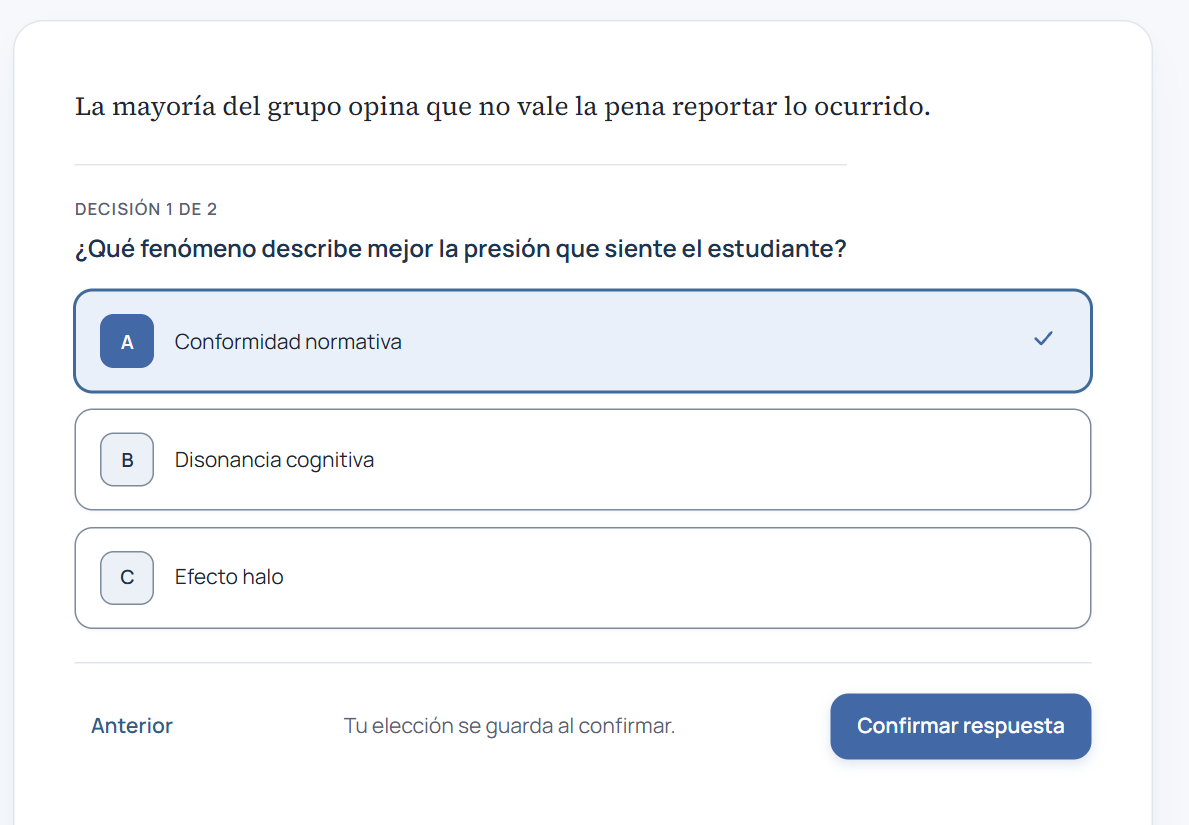 La mayoría del grupo opina que no vale la pena reportar lo ocurrido.
DECISIÓN 1 DE 2
¿Qué fenómeno describe mejor la presión que siente el estudiante?
A Conformidad normativa
B Disonancia cognitiva
C Efecto halo
Anterior Tu elección se guarda al confirmar. Confirmar respuesta